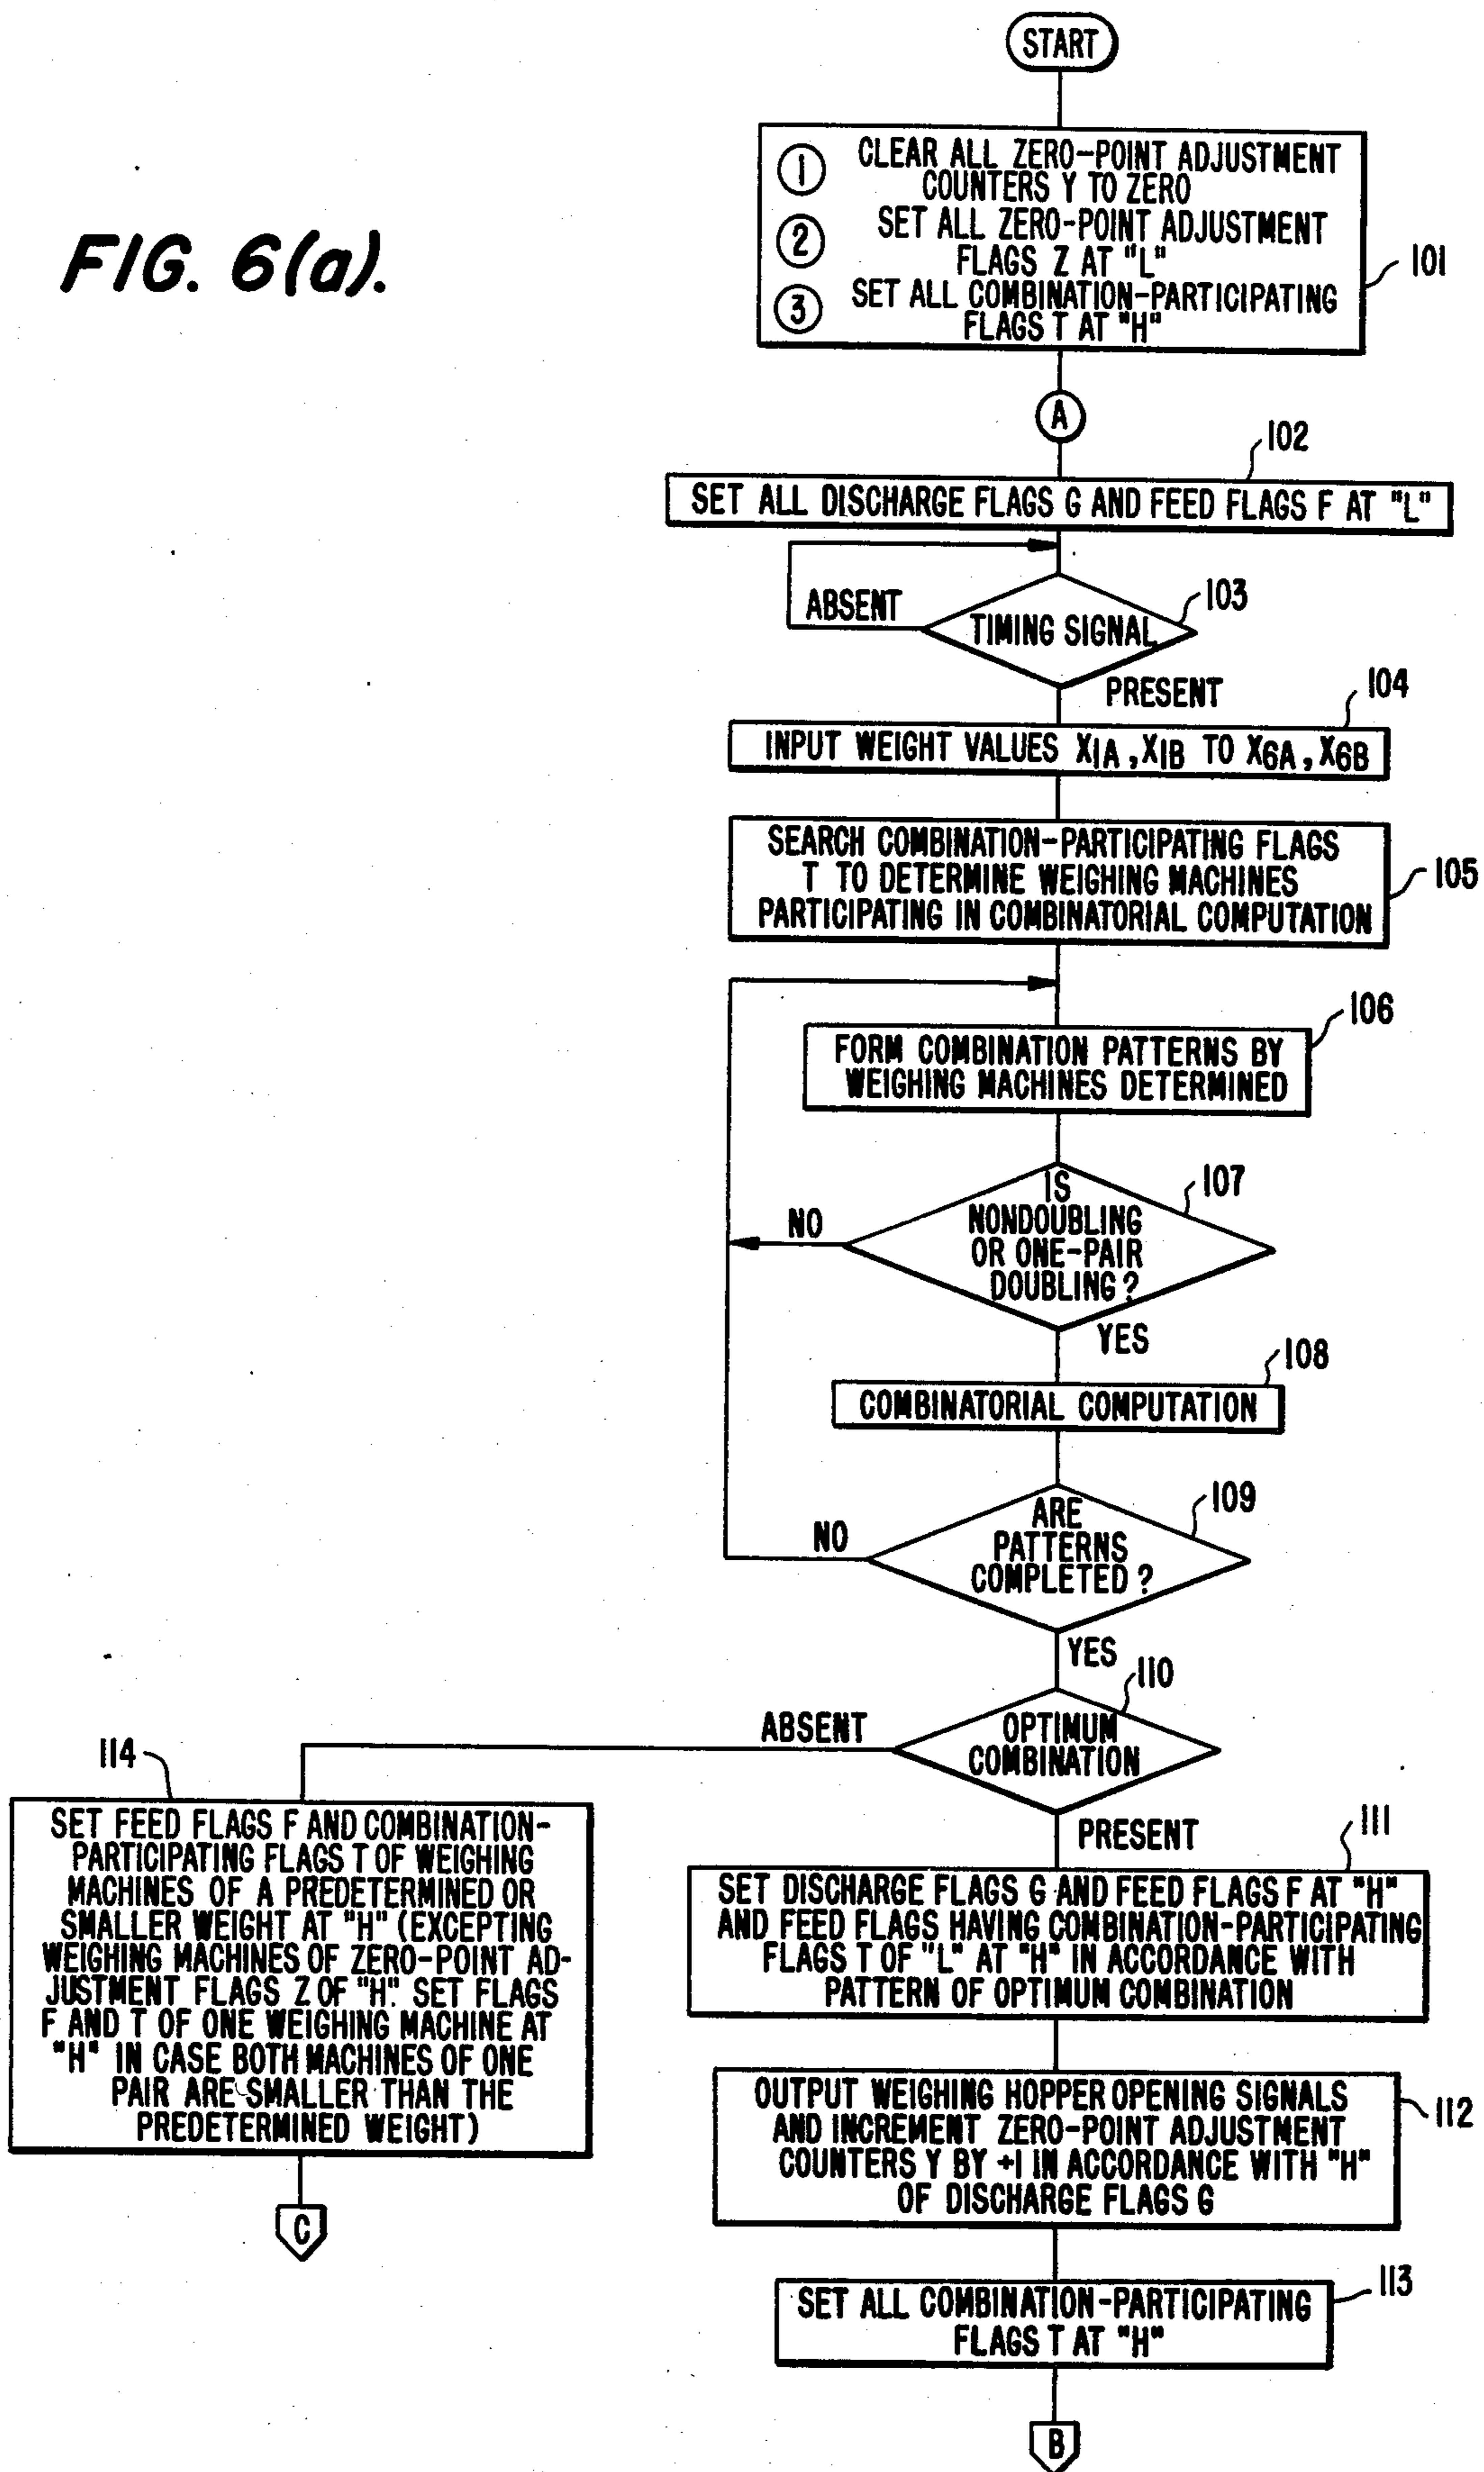 START
FIG. 6(a).
① CLEAR ALL ZERO-POINT ADJUSTMENT
COUNTERS Y TO ZERO
② SET ALL ZERO-POINT ADJUSTMENT
FLAGS Z AT "L"
③ SET ALL COMBINATION-PARTICIPATING
FLAGS T AT "H"
101
A
102
SET ALL DISCHARGE FLAGS G AND FEED FLAGS F AT "L"
ABSENT
TIMING SIGNAL
103
PRESENT
104
INPUT WEIGHT VALUES X1A, X1B TO X6A, X6B
SEARCH COMBINATION-PARTICIPATING FLAGS
T TO DETERMINE WEIGHING MACHINES
PARTICIPATING IN COMBINATORIAL COMPUTATION
105
106
FORM COMBINATION PATTERNS BY
WEIGHING MACHINES DETERMINED
107
IS
NONDOUBLING
OR ONE-PAIR
DOUBLING ?
NO
YES
108
COMBINATORIAL COMPUTATION
109
ARE
PATTERNS
COMPLETED ?
NO
YES
110
OPTIMUM
COMBINATION
ABSENT
PRESENT
114
SET FEED FLAGS F AND COMBINATION-
PARTICIPATING FLAGS T OF WEIGHING
MACHINES OF A PREDETERMINED OR
SMALLER WEIGHT AT "H" (EXCEPTING
WEIGHING MACHINES OF ZERO-POINT AD-
JUSTMENT FLAGS Z OF "H". SET FLAGS
F AND T OF ONE WEIGHING MACHINE AT
"H" IN CASE BOTH MACHINES OF ONE
PAIR ARE SMALLER THAN THE
PREDETERMINED WEIGHT)
C
111
SET DISCHARGE FLAGS G AND FEED FLAGS F AT "H"
AND FEED FLAGS HAVING COMBINATION-PARTICIPATING
FLAGS T OF "L" AT "H" IN ACCORDANCE WITH
PATTERN OF OPTIMUM COMBINATION
OUTPUT WEIGHING HOPPER OPENING SIGNALS
AND INCREMENT ZERO-POINT ADJUSTMENT
COUNTERS Y BY +1 IN ACCORDANCE WITH "H"
OF DISCHARGE FLAGS G
112
113
SET ALL COMBINATION-PARTICIPATING
FLAGS T AT "H"
B